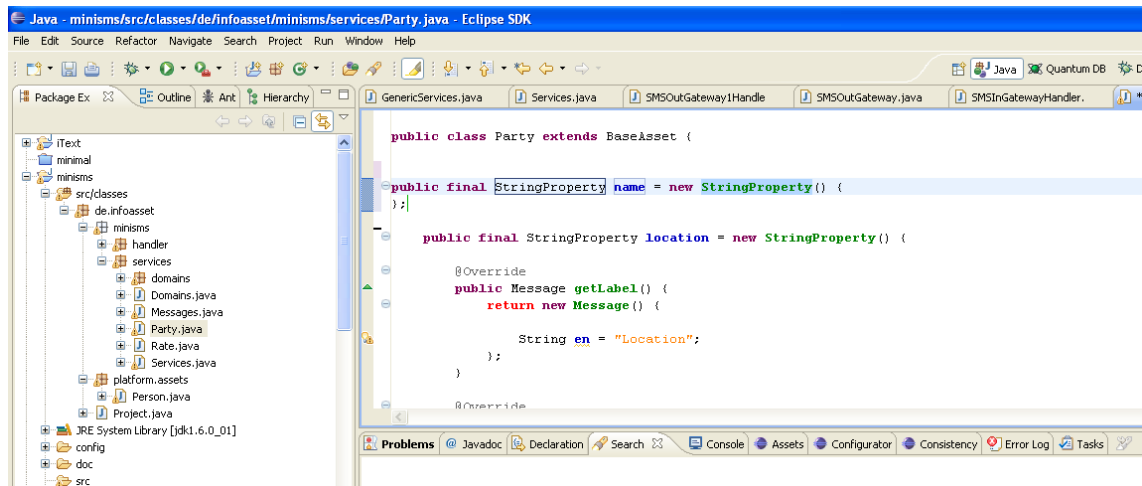 Java - minisms/src/classes/de/infoasset/minisms/services/Party.java - Eclipse SDK
File Edit Source Refactor Navigate Search Project Run Window Help
Java Quantum DB D
Package Ex Outline Ant Hierarchy
GenericServices.java Services.java SMSOutGateway1Handle SMSOutGateway.java SMSInGatewayHandler. *
iText
minimal
minisms
src/classes
de.infoasset
minisms
handler
services
domains
Domains.java
Messages.java
Party.java
Rate.java
Services.java
platform.assets
Person.java
Project.java
JRE System Library [jdk1.6.0_01]
config
doc
src
public class Party extends BaseAsset {
public final StringProperty name = new StringProperty() {
};
public final StringProperty location = new StringProperty() {
@Override
public Message getLabel() {
return new Message() {
String en = "Location";
};
}
@Override
Problems @ Javadoc Declaration Search Console Assets Configurator Consistency Error Log Tasks